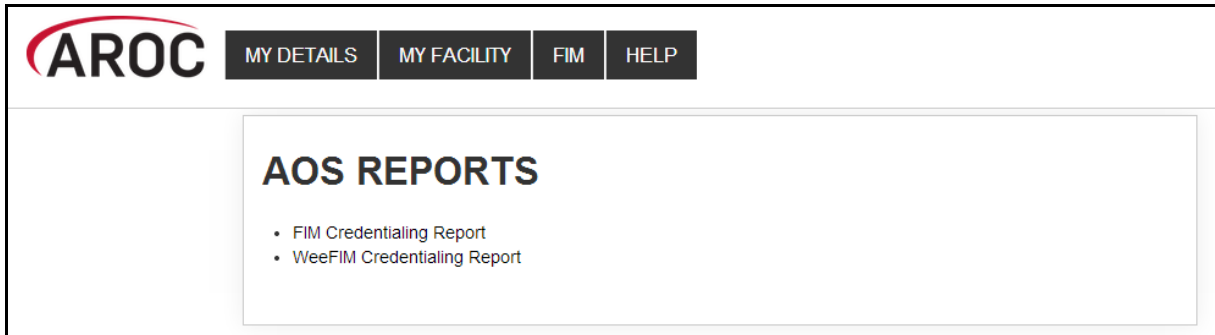 AROC MY DETAILS MY FACILITY FIM HELP
AOS REPORTS
FIM Credentialing Report
WeeFIM Credentialing Report